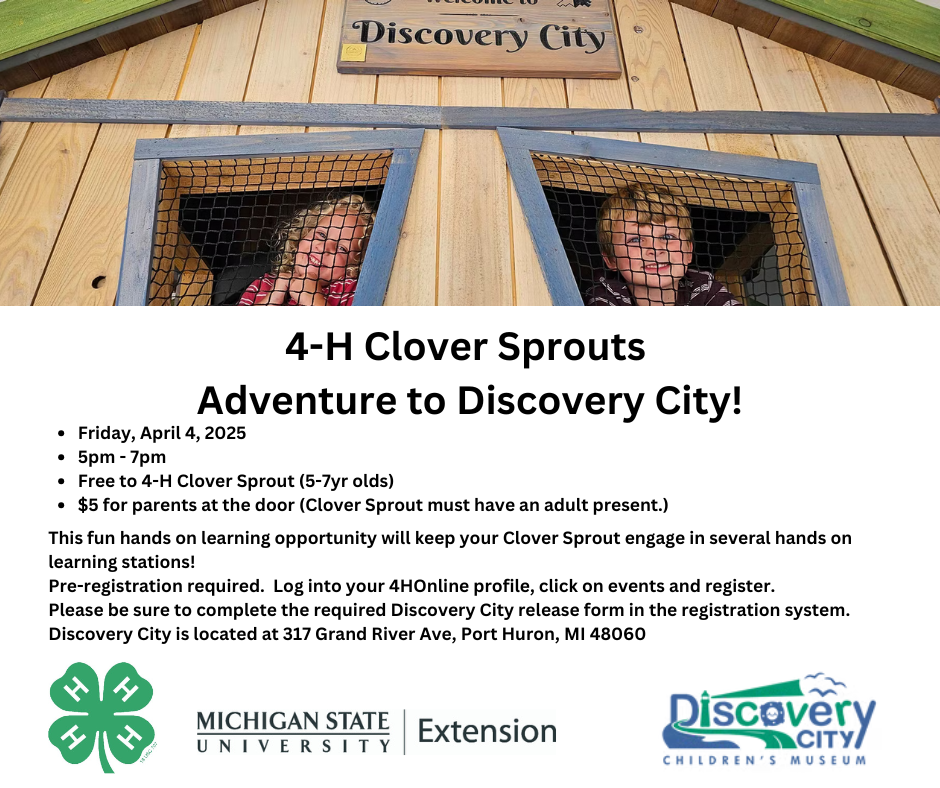 Welcome to
Discovery City
4-H Clover Sprouts
Adventure to Discovery City!
Friday, April 4, 2025
5pm - 7pm
Free to 4-H Clover Sprout (5-7yr olds)
$5 for parents at the door (Clover Sprout must have an adult present.)
This fun hands on learning opportunity will keep your Clover Sprout engage in several hands on
learning stations!
Pre-registration required.  Log into your 4HOnline profile, click on events and register.
Please be sure to complete the required Discovery City release form in the registration system.
Discovery City is located at 317 Grand River Ave, Port Huron, MI 48060
H H
H H
MICHIGAN STATE
UNIVERSITY
Extension
Discovery
CITY
CHILDREN'S MUSEUM